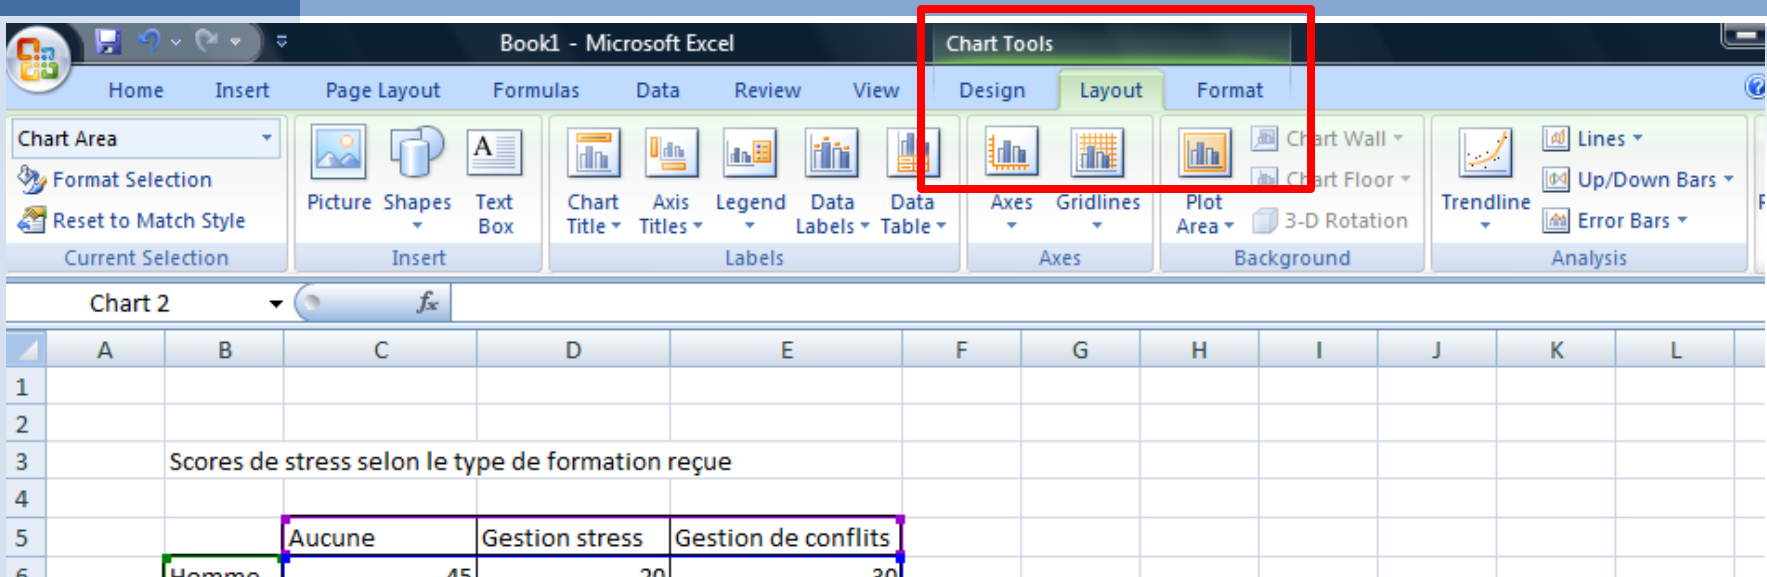 Book1 - Microsoft Excel
Chart Tools
Home Insert Page Layout Formulas Data Review View Design Layout Format
Chart Area
Format Selection
Reset to Match Style
Current Selection
Picture Shapes Text Box
Insert
Chart Title Axis Titles Legend Data Labels Data Table
Labels
Axes Gridlines
Axes
Plot Area
Chart Wall
Chart Floor
3-D Rotation
Background
Trendline
Lines
Up/Down Bars
Error Bars
Analysis
Chart 2 fx
A B C D E F G H I J K L
1
2
3 Scores de stress selon le type de formation reçue
4
5 Aucune Gestion stress Gestion de conflits
6 Homme 45 20 30